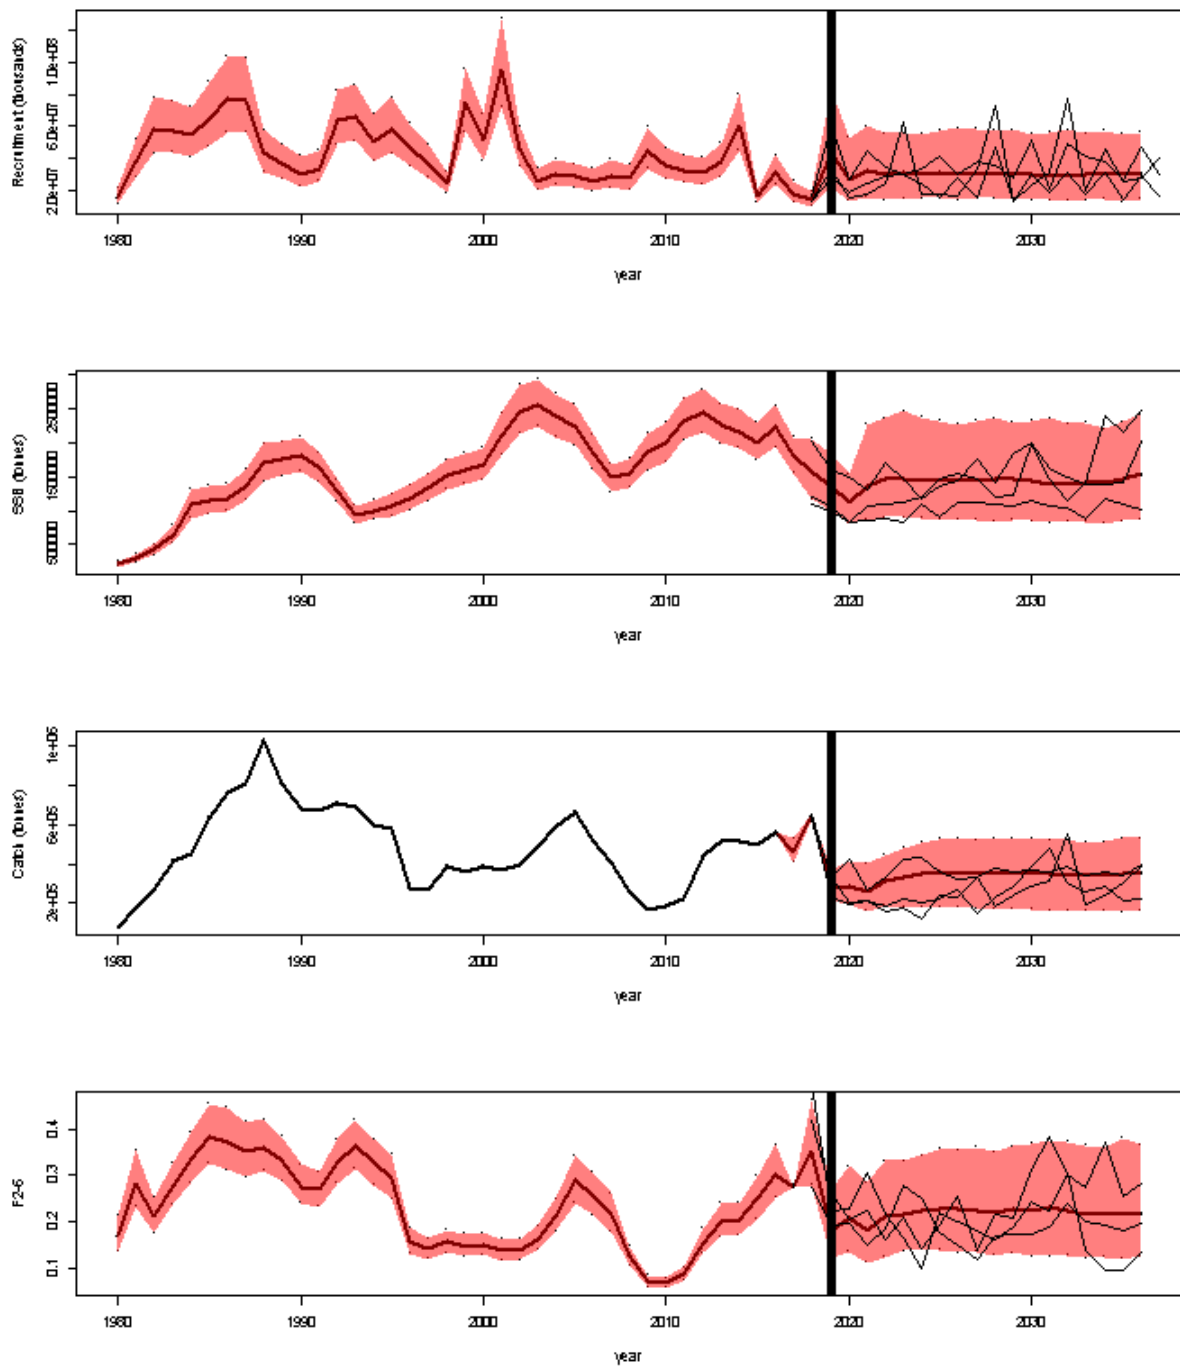 Recruitment (thousands)
1.0e+08
6.0e+07
2.0e+07
1980 1990 2000 2010 2020 2030
year
SSB (tonnes)
2500000
1500000
500000
1980 1990 2000 2010 2020 2030
year
Catch (tonnes)
1e+06
6e+05
2e+05
1980 1990 2000 2010 2020 2030
year
F2-6
0.4
0.3
0.2
0.1
1980 1990 2000 2010 2020 2030
year